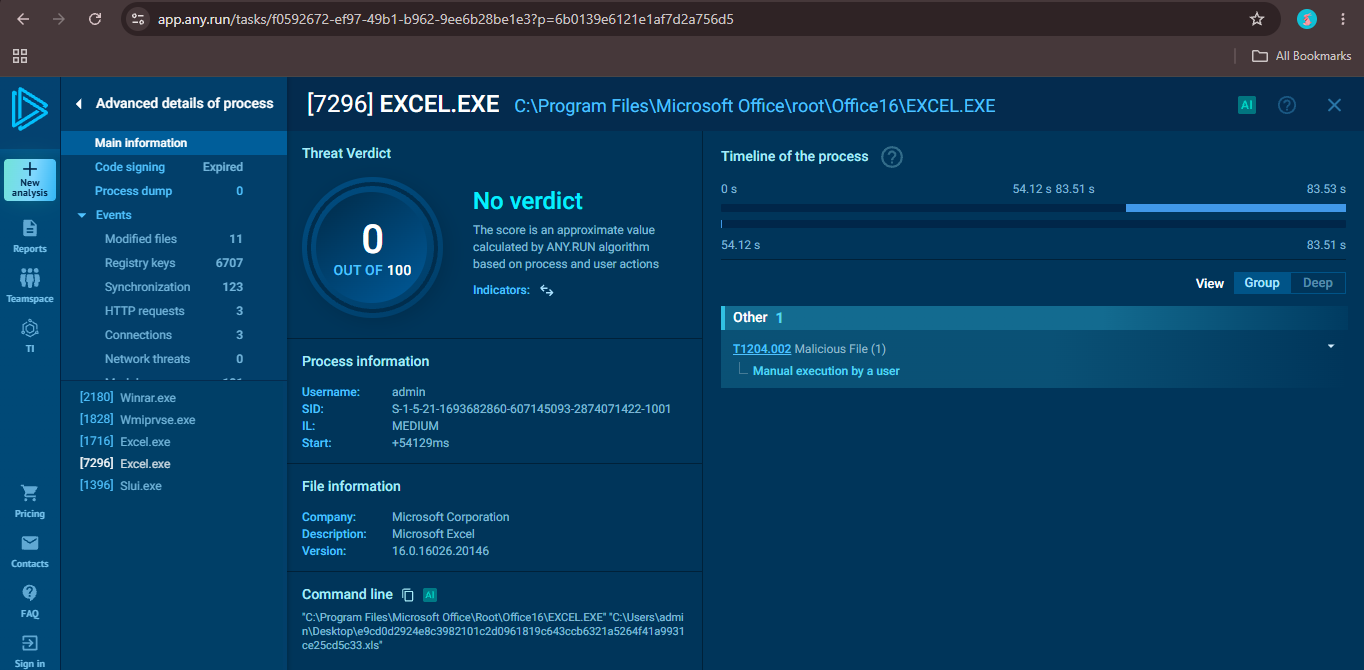 app.any.run/tasks/f0592672-ef97-49b1-b962-9ee6b28be1e3?p=6b0139e6121e1af7d2a756d5
All Bookmarks
New analysis
Reports
Teamspace
TI
Pricing
Contacts
FAQ
Sign in
Advanced details of process
Main information
Code signing Expired
Process dump 0
Events
Modified files 11
Registry keys 6707
Synchronization 123
HTTP requests 3
Connections 3
Network threats 0
[2180] Winrar.exe
[1828] Wmiprvse.exe
[1716] Excel.exe
[7296] Excel.exe
[1396] Slui.exe
[7296] EXCEL.EXE C:\Program Files\Microsoft Office\root\Office16\EXCEL.EXE
AI
Threat Verdict
0
OUT OF 100
No verdict
The score is an approximate value
calculated by ANY.RUN algorithm
based on process and user actions
Indicators:
Process information
Username: admin
SID: S-1-5-21-1693682860-607145093-2874071422-1001
IL: MEDIUM
Start: +54129ms
File information
Company: Microsoft Corporation
Description: Microsoft Excel
Version: 16.0.16026.20146
Command line AI
"C:\Program Files\Microsoft Office\Root\Office16\EXCEL.EXE" "C:\Users\admi
n\Desktop\e9cd0d2924e8c3982101c2d0961819c643ccb6321a5264f41a9931
ce25cd5c33.xls"
Timeline of the process ?
0 s 54.12 s 83.51 s 83.53 s
54.12 s 83.51 s
View Group Deep
Other 1
T1204.002 Malicious File (1)
Manual execution by a user